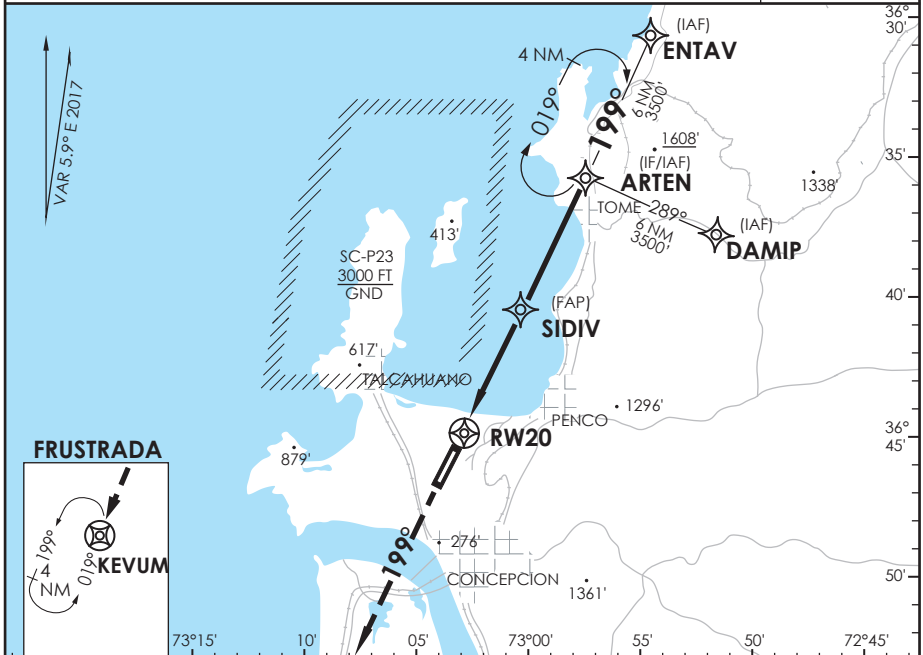 36°
30'
(IAF)
ENTAV
4 NM
VAR 5.9° E 2017
019°
199°
6 NM
3500'
1608'
(IF/IAF)
ARTEN
35'
1338'
TOME
289°
6 NM
3500'
(IAF)
DAMIP
413'
SC-P23
3000 FT
GND
40'
(FAP)
SIDIV
617'
TALCAHUANO
1296'
PENCO
36°
45'
RW20
FRUSTRADA
879'
199°
4
NM
019°
KEVUM
199°
276'
CONCEPCION
50'
1361'
73°15'
10'
05'
73°00'
55'
50'
72°45'